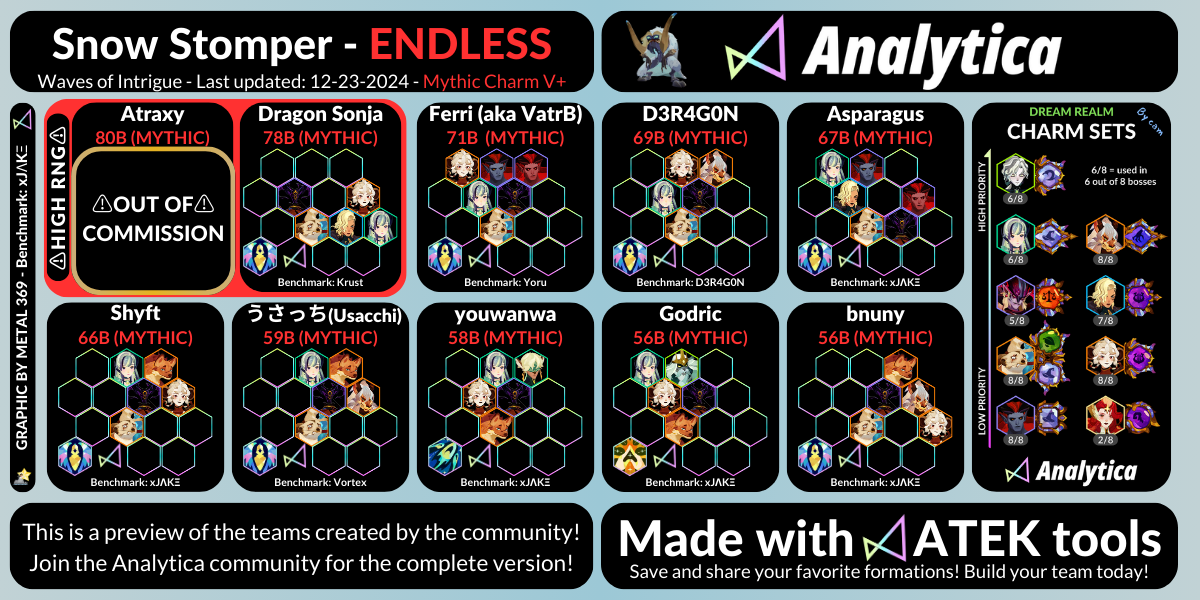 Snow Stomper - ENDLESS
Waves of Intrigue - Last updated: 12-23-2024 - Mythic Charm V+
Analytica
GRAPHIC BY METAL 369 - Benchmark: xJΛKΞ
⚠HIGH RNG⚠
Atraxy
80B (MYTHIC)
⚠OUT OF⚠
COMMISSION
Dragon Sonja
78B (MYTHIC)
Benchmark: Krust
Ferri (aka VatrB)
71B (MYTHIC)
Benchmark: Yoru
D3R4G0N
69B (MYTHIC)
Benchmark: D3R4G0N
Asparagus
67B (MYTHIC)
Benchmark: xJΛKΞ
Shyft
66B (MYTHIC)
Benchmark: xJΛKΞ
うさっち(Usacchi)
59B (MYTHIC)
Benchmark: Vortex
youwanwa
58B (MYTHIC)
Benchmark: xJΛKΞ
Godric
56B (MYTHIC)
Benchmark: xJΛKΞ
bnuny
56B (MYTHIC)
Benchmark: xJΛKΞ
DREAM REALM
CHARM SETS
By cam
HIGH PRIORITY
LOW PRIORITY
6/8
6/8 = used in
6 out of 8 bosses
6/8
8/8
5/8
7/8
8/8
8/8
8/8
2/8
Analytica
This is a preview of the teams created by the community!
Join the Analytica community for the complete version!
Made with ATEK tools
Save and share your favorite formations! Build your team today!